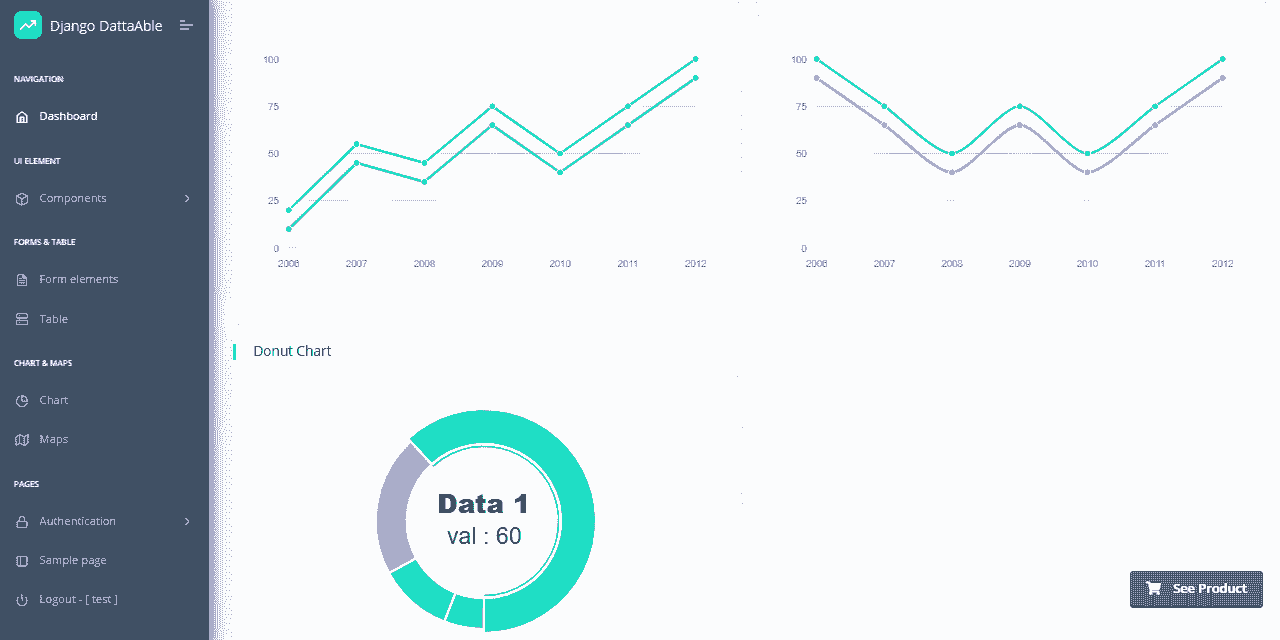 Django DattaAble
NAVIGATION
Dashboard
UI ELEMENT
Components
FORMS & TABLE
Form elements
Table
CHART & MAPS
Chart
Maps
PAGES
Authentication
Sample page
Logout - [ test ]
100
75
50
25
0
2006 2007 2008 2009 2010 2011 2012
100
75
50
25
0
2006 2007 2008 2009 2010 2011 2012
Donut Chart
Data 1
val : 60
See Product